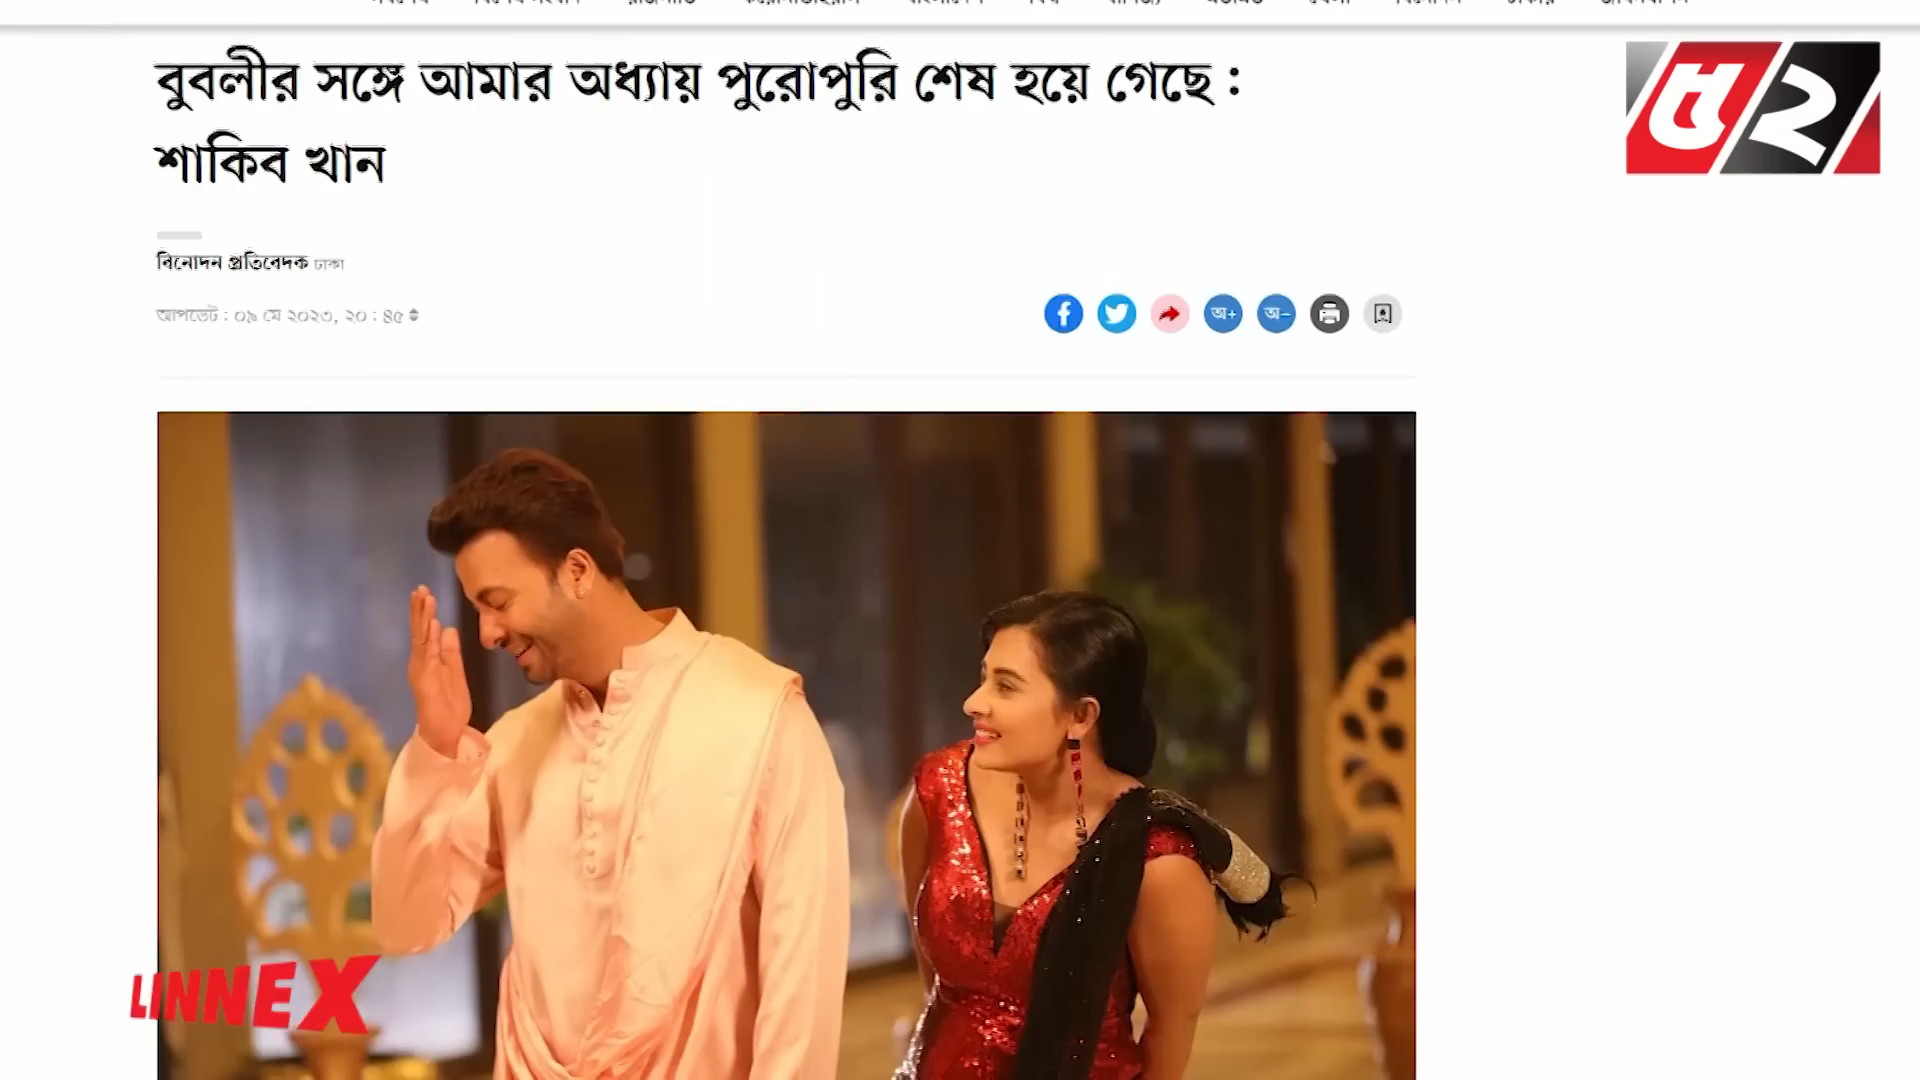 বুবলীর সঙ্গে আমার অধ্যায় পুরোপুরি শেষ হয়ে গেছে :
শাকিব খান
বিনোদন প্রতিবেদক ঢাকা
আপডেট : ০৯ মে ২০২৩, ২০ : ৪৫
অ+ অ-
LINNEX